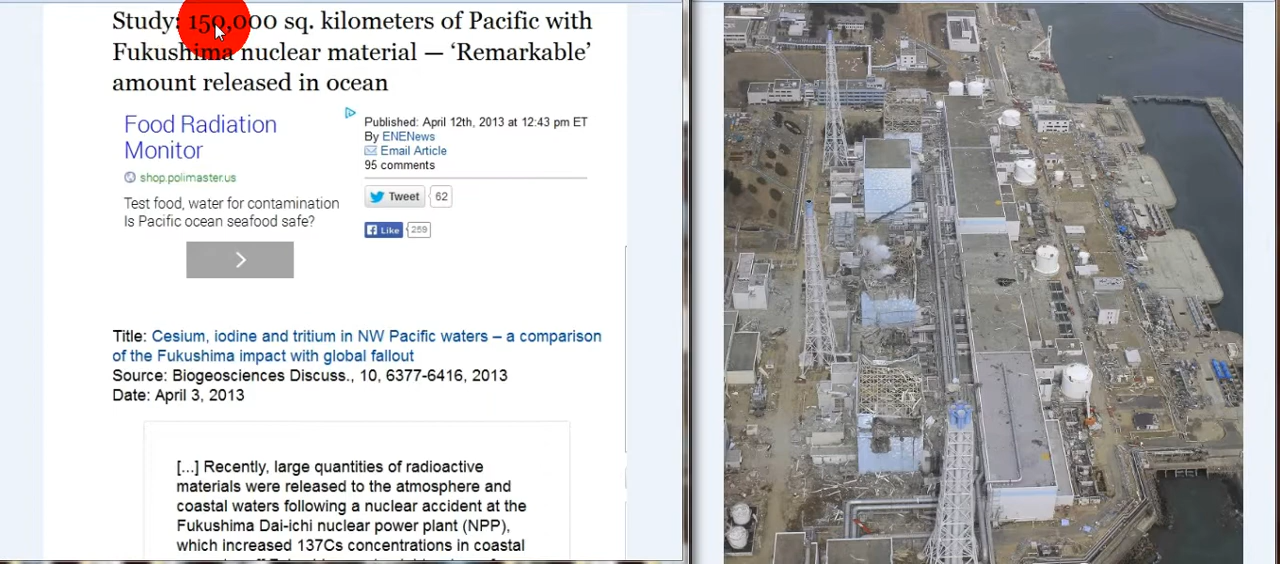 Study: 150,000 sq. kilometers of Pacific with
Fukushima nuclear material — ‘Remarkable’
amount released in ocean
Food Radiation
Monitor
shop.polimaster.us
Test food, water for contamination
Is Pacific ocean seafood safe?
Published: April 12th, 2013 at 12:43 pm ET
By ENENews
Email Article
95 comments
Tweet 62
Like 259
Title: Cesium, iodine and tritium in NW Pacific waters – a comparison
of the Fukushima impact with global fallout
Source: Biogeosciences Discuss., 10, 6377-6416, 2013
Date: April 3, 2013
[...] Recently, large quantities of radioactive
materials were released to the atmosphere and
coastal waters following a nuclear accident at the
Fukushima Dai-ichi nuclear power plant (NPP),
which increased 137Cs concentrations in coastal